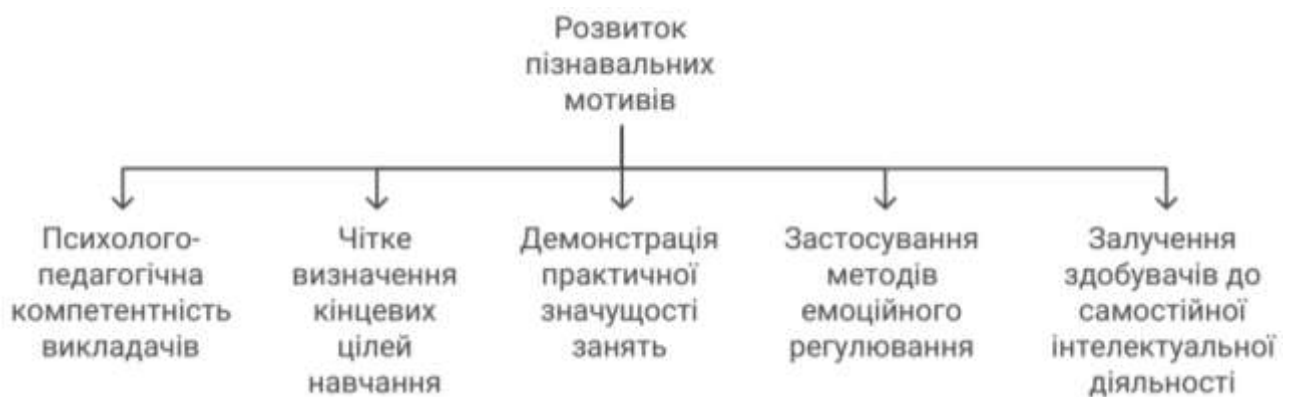 Розвиток
пізнавальних
мотивів
Психолого-
педагогічна
компетентність
викладачів
Чітке
визначення
кінцевих
цілей
навчання
Демонстрація
практичної
значущості
занять
Застосування
методів
емоційного
регулювання
Залучення
здобувачів до
самостійної
інтелектуальної
діяльності